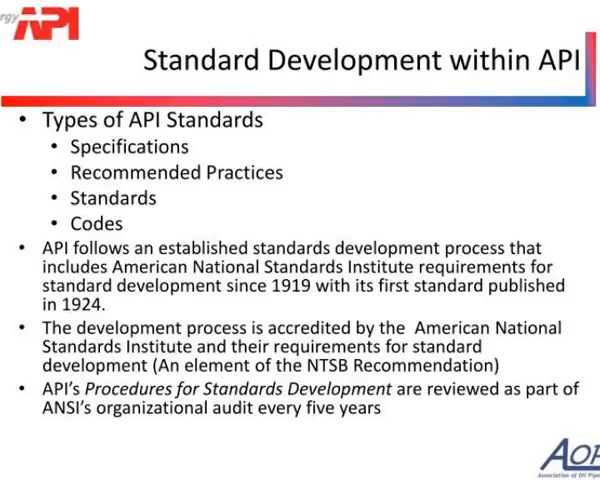 API
Standard Development within API
• Types of API Standards
• Specifications
• Recommended Practices
• Standards
• Codes
• API follows an established standards development process that
includes American National Standards Institute requirements for
standard development since 1919 with its first standard published
in 1924.
• The development process is accredited by the  American National
Standards Institute and their requirements for standard
development (An element of the NTSB Recommendation)
• API’s Procedures for Standards Development are reviewed as part of
ANSI’s organizational audit every five years
AOP
Association of Oil Pipe